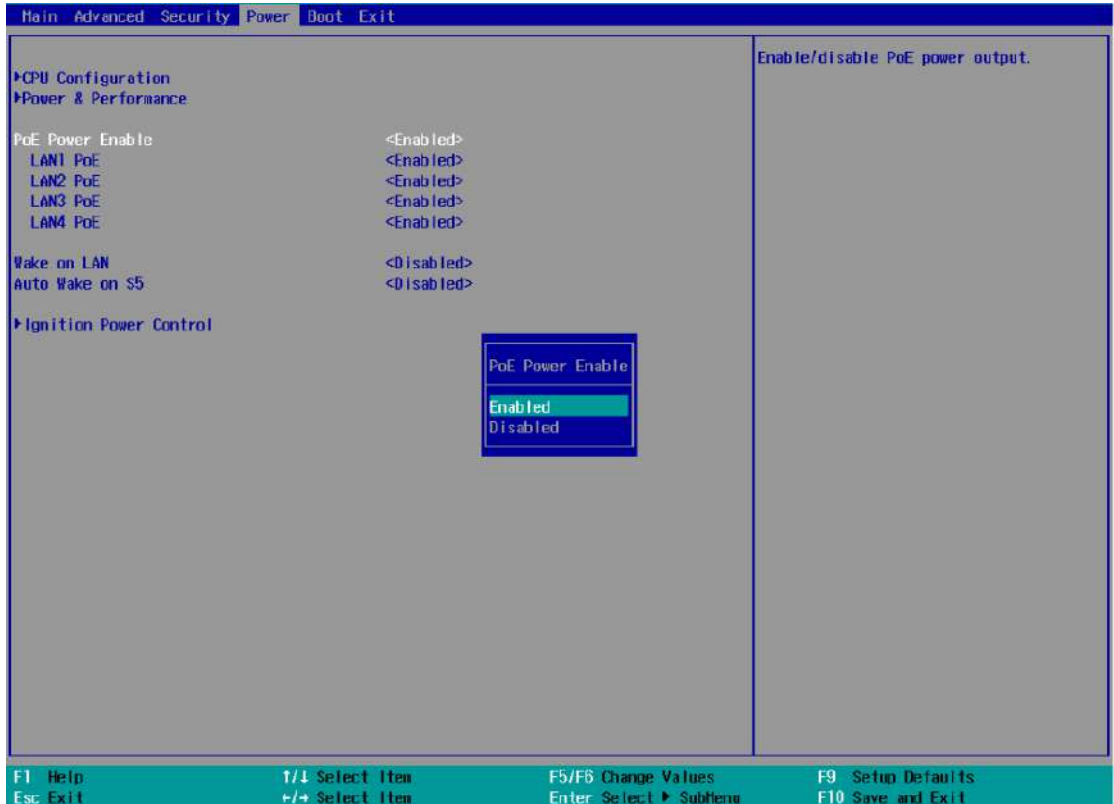 Main Advanced Security Power Boot Exit
Enable/disable PoE power output.
▶CPU Configuration
▶Power & Performance
PoE Power Enable <Enabled>
LAN1 PoE <Enabled>
LAN2 PoE <Enabled>
LAN3 PoE <Enabled>
LAN4 PoE <Enabled>
Wake on LAN <Disabled>
Auto Wake on S5 <Disabled>
▶Ignition Power Control
PoE Power Enable
Enabled
Disabled
F1 Help ↑/↓ Select Item F5/F6 Change Values F9 Setup Defaults
Esc Exit ←/→ Select Item Enter Select ▶ SubMenu F10 Save and Exit